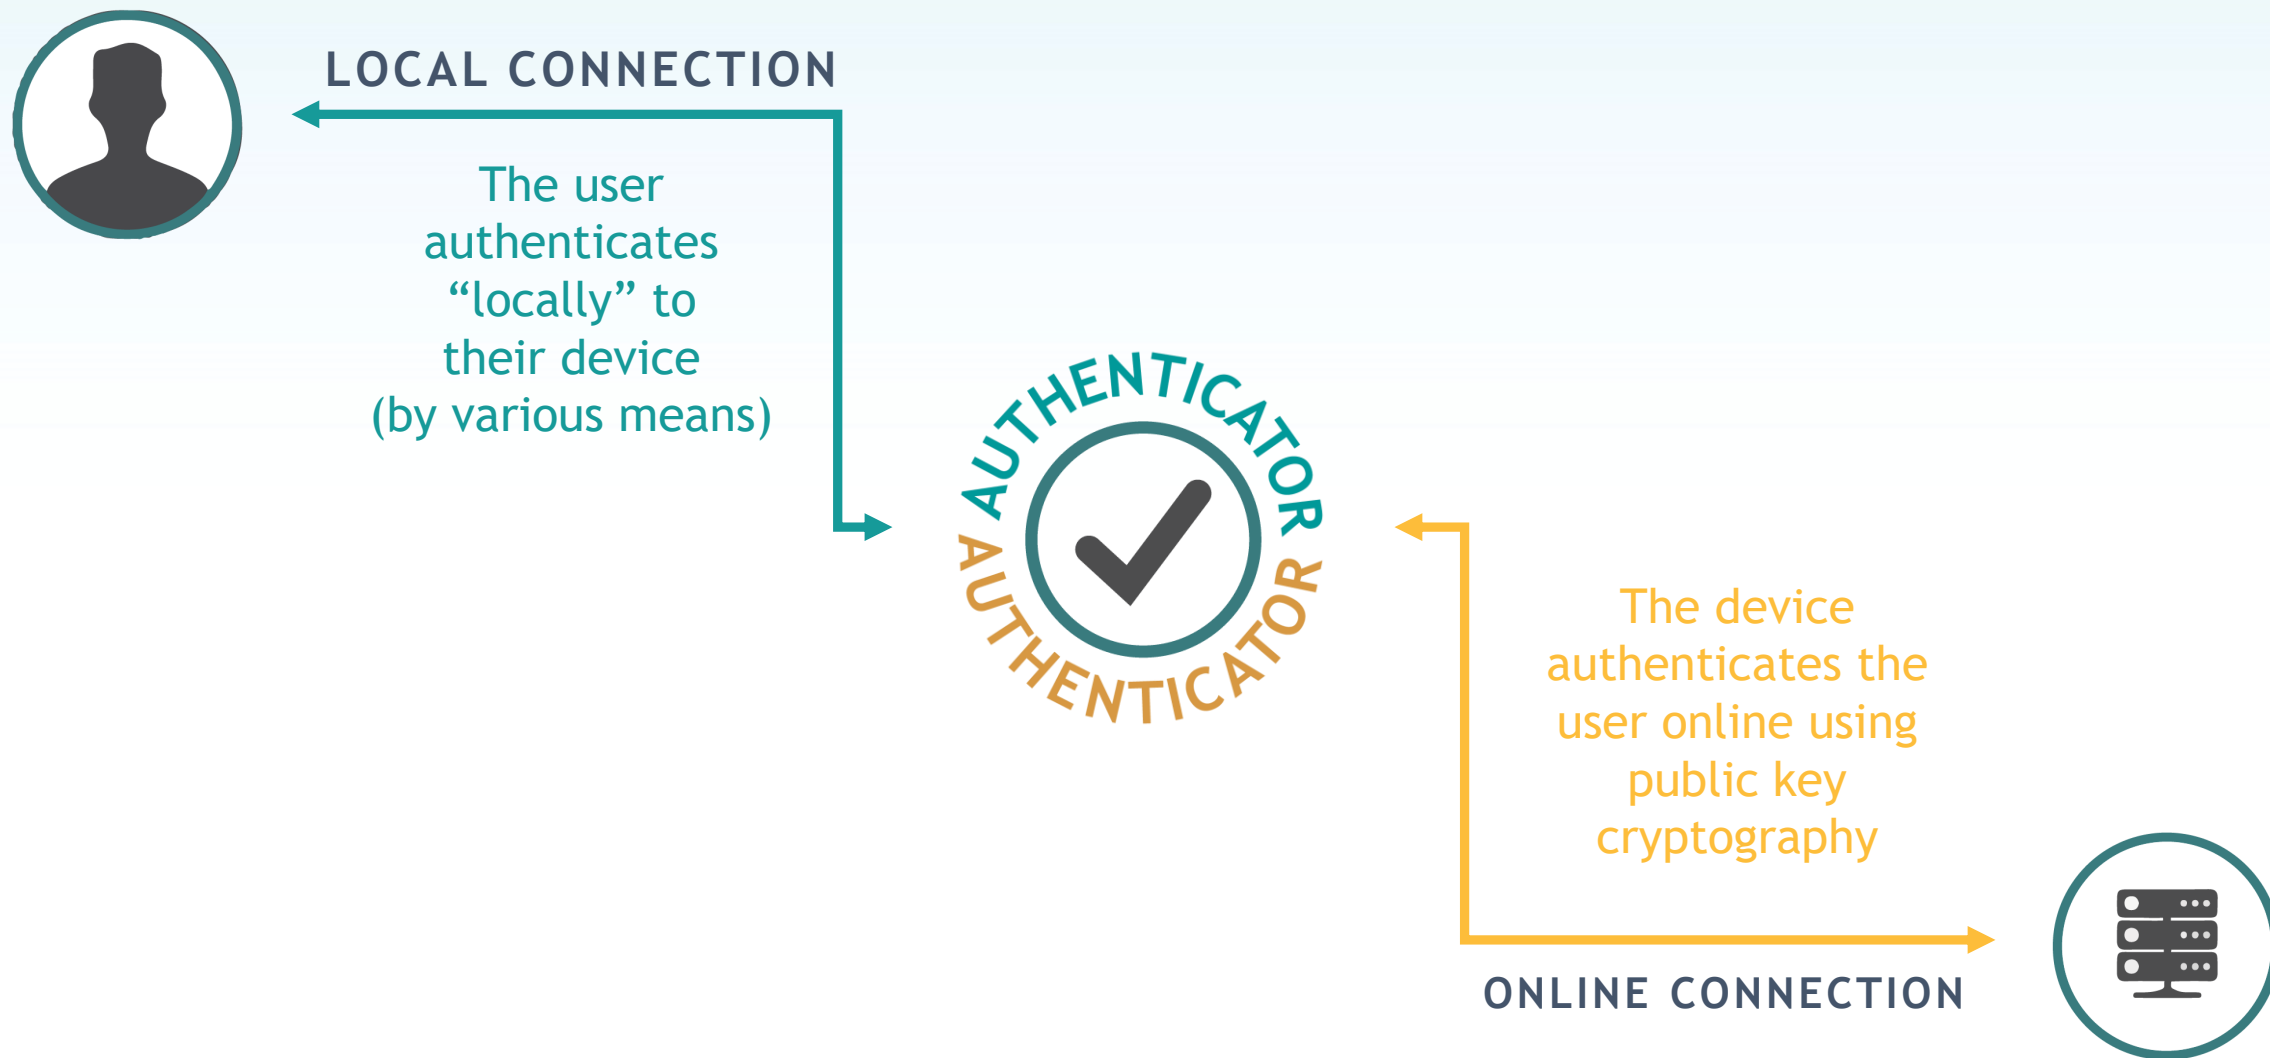 LOCAL CONNECTION
The user
authenticates
“locally” to
their device
(by various means)
AUTHENTICATOR
AUTHENTICATOR
The device
authenticates the
user online using
public key
cryptography
ONLINE CONNECTION